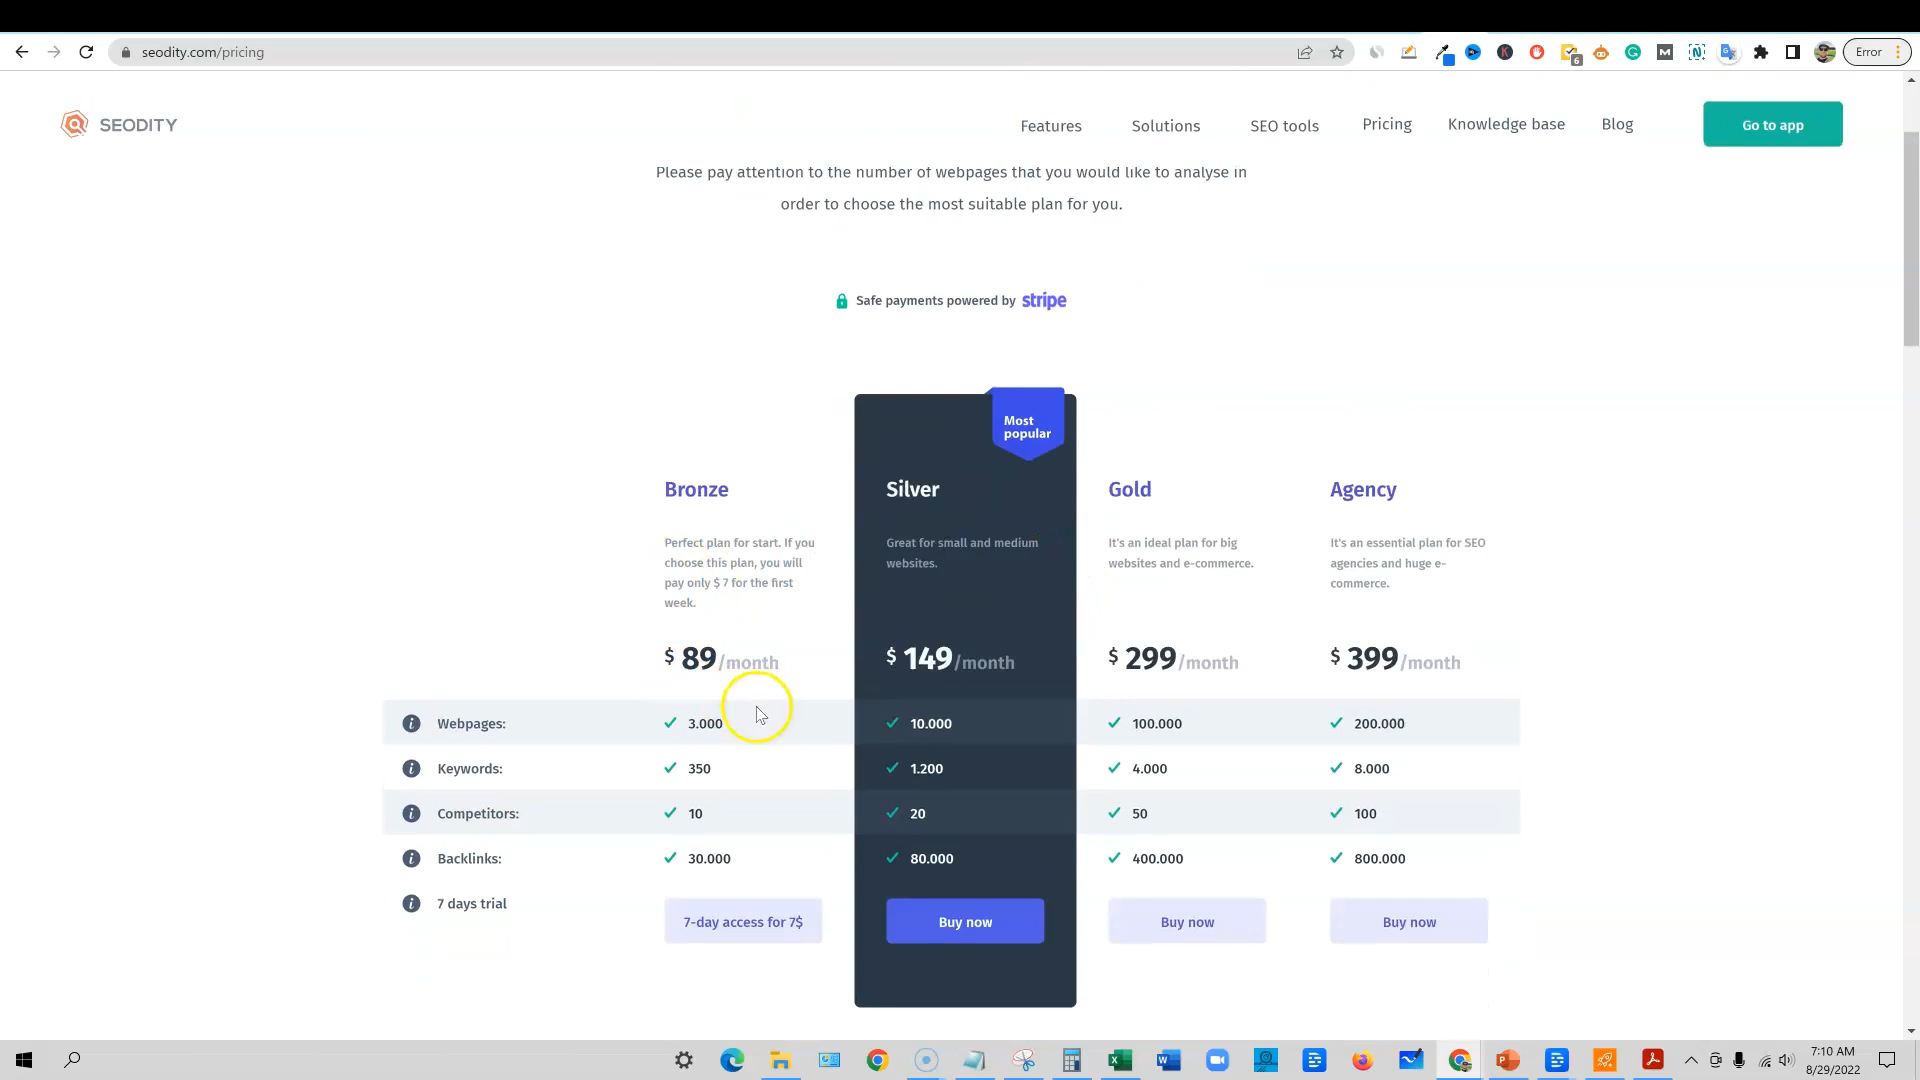 seodity.com/pricing
Error
6
SEODITY
Features
Solutions
SEO tools
Pricing
Knowledge base
Blog
Go to app
Please pay attention to the number of webpages that you would like to analyse in
order to choose the most suitable plan for you.
Safe payments powered by stripe
Most
popular
Bronze
Silver
Gold
Agency
Perfect plan for start. If you
choose this plan, you will
pay only $ 7 for the first
week.
Great for small and medium
websites.
It's an ideal plan for big
websites and e-commerce.
It's an essential plan for SEO
agencies and huge e-
commerce.
$ 89/month
$ 149/month
$ 299/month
$ 399/month
Webpages: 3.000 10.000 100.000 200.000
Keywords: 350 1.200 4.000 8.000
Competitors: 10 20 50 100
Backlinks: 30.000 80.000 400.000 800.000
7 days trial
7-day access for 7$
Buy now
Buy now
Buy now
7:10 AM
8/29/2022